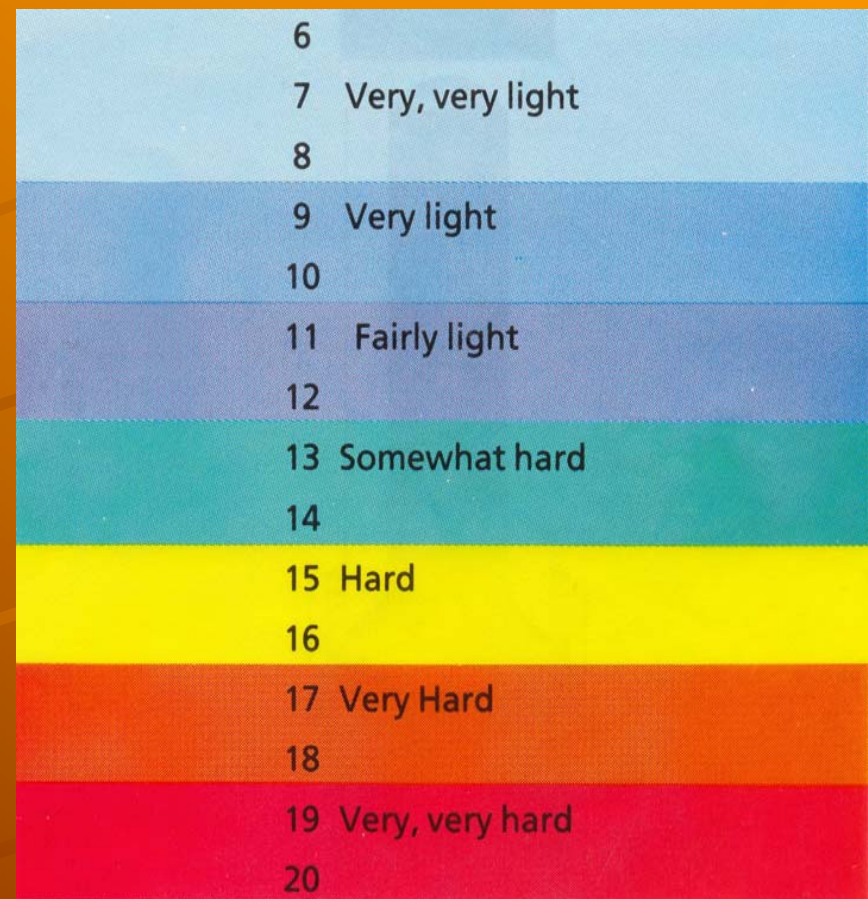 6
7 Very, very light
8
9 Very light
10
11 Fairly light
12
13 Somewhat hard
14
15 Hard
16
17 Very Hard
18
19 Very, very hard
20